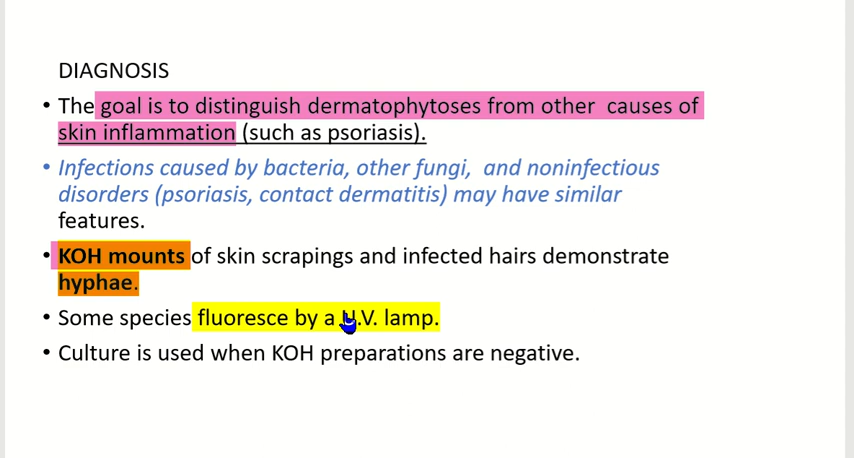 DIAGNOSIS
• The goal is to distinguish dermatophytoses from other causes of
skin inflammation (such as psoriasis).
• Infections caused by bacteria, other fungi, and noninfectious
disorders (psoriasis, contact dermatitis) may have similar
features.
• KOH mounts of skin scrapings and infected hairs demonstrate
hyphae.
• Some species fluoresce by a U.V. lamp.
• Culture is used when KOH preparations are negative.